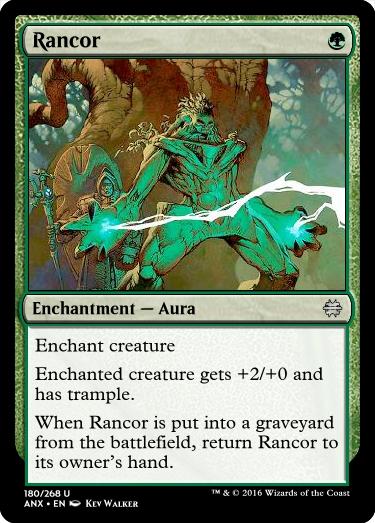 Rancor
Enchantment — Aura
Enchant creature
Enchanted creature gets +2/+0 and
has trample.
When Rancor is put into a graveyard
from the battlefield, return Rancor to
its owner's hand.
180/268 U
ANX • EN Kev Walker
™ & © 2016 Wizards of the Coast